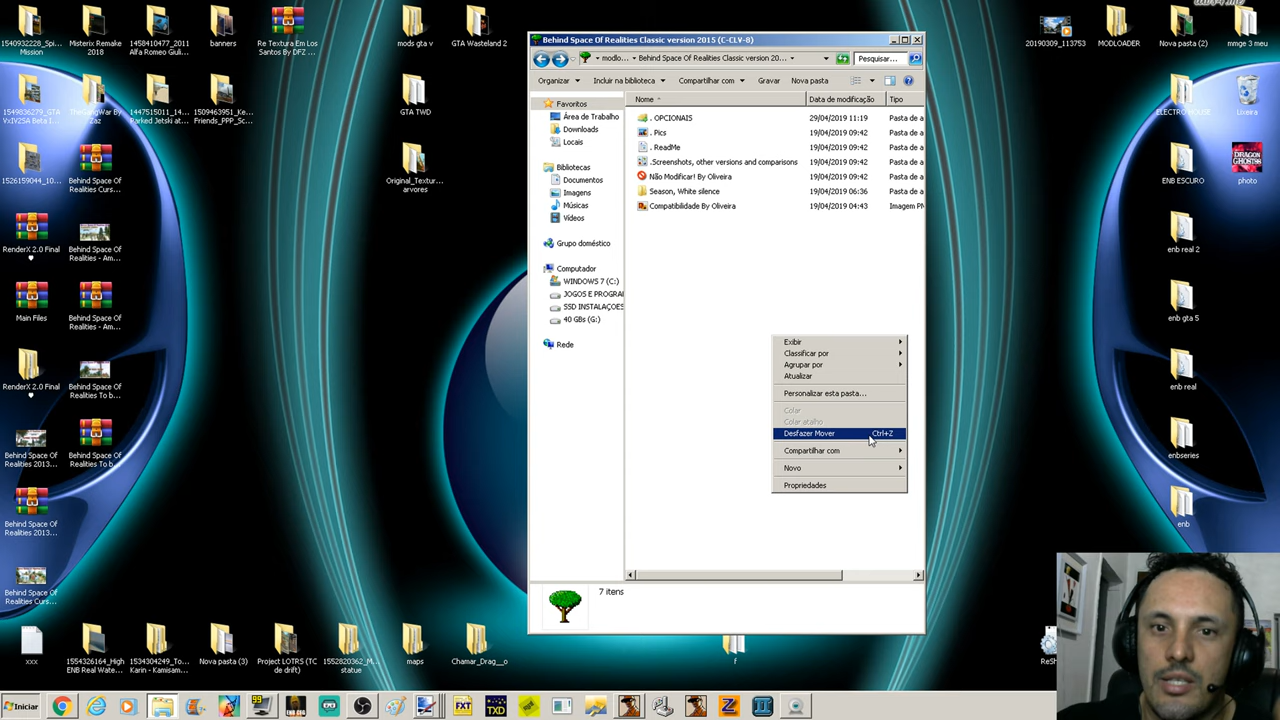 1540932228_Spi...
Mission
Misterix Remake
2018
1458410477_2011
Alfa Romeo Giuli...
banners
Re Textura Em Los
Santos By DFZ ...
mods gta v
GTA Wasteland 2
1549836279_GTA
VxIV2SA Beta I...
TheGangWar By
Zaz
1447515011_14...
Parked Jetski at...
1509463951_Ke...
Friends_PPP_Sc...
GTA TWD
1526159044_10...
Behind Space Of
Realities Curs...
Original_Textur...
arvores
RenderX 2.0 Final
♥
Behind Space Of
Realities - Am...
Main Files
Behind Space Of
Realities - Am...
RenderX 2.0 Final
♥
Behind Space Of
Realities To b...
Behind Space Of
Realities 2013...
Behind Space Of
Realities To b...
Behind Space Of
Realities 2013...
Behind Space Of
Realities Curs...
xxx
1554326164_High
ENB Real Water...
1534304249_To...
Karin - Kamisam...
Nova pasta (3)
Project LOTRS (TC
de drift)
1552820362_M...
statue
maps
Chamar_Drag__o
f
Behind Space Of Realities Classic version 2015 (C-CLV-8)
modlo... Behind Space Of Realities Classic version 20...
Pesquisar...
Organizar
Incluir na biblioteca
Compartilhar com
Gravar
Nova pasta
Favoritos
Área de Trabalho
Downloads
Locais
Bibliotecas
Documentos
Imagens
Músicas
Vídeos
Grupo doméstico
Computador
WINDOWS 7 (C:)
JOGOS E PROGRA
SSD INSTALAÇOES
40 GBs (G:)
Rede
Nome Data de modificação Tipo
. OPCIONAIS 29/04/2019 11:19 Pasta de a
. Pics 19/04/2019 09:42 Pasta de a
. ReadMe 19/04/2019 09:42 Pasta de a
.Screenshots, other versions and comparisons 19/04/2019 09:42 Pasta de a
Não Modificar! By Oliveira 19/04/2019 09:42 Pasta de a
Season, White silence 19/04/2019 06:36 Pasta de a
Compatibilidade By Oliveira 19/04/2019 04:43 Imagem PN
Exibir
Classificar por
Agrupar por
Atualizar
Personalizar esta pasta...
Colar
Colar atalho
Desfazer Mover Ctrl+Z
Compartilhar com
Novo
Propriedades
7 itens
20190309_113753
MODLOADER
Nova pasta (2)
mmge 3 meu
ELECTRO HOUSE
Lixeira
ENB ESCURO
DRAGON
GHOSTS
photo
enb real 2
enb gta 5
enb real
enbseries
enb
ReSh
Iniciar
99
FXT
TXD